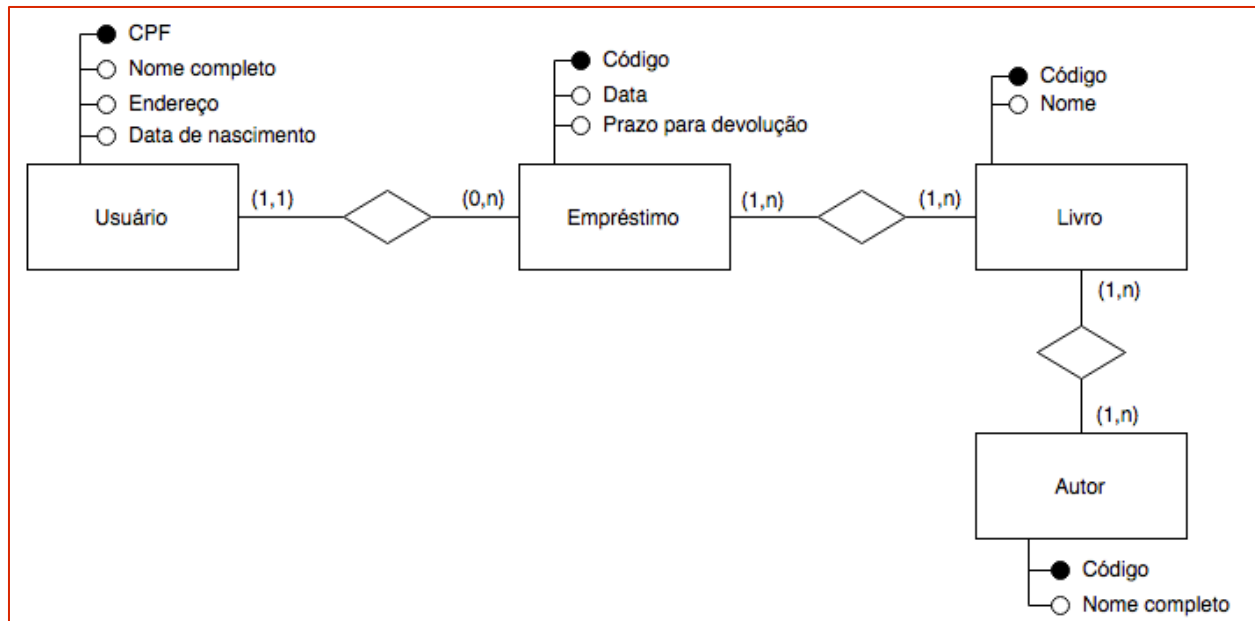 CPF
Nome completo
Endereço
Data de nascimento
Código
Data
Prazo para devolução
Código
Nome
Usuário
(1,1)
(0,n)
Empréstimo
(1,n)
(1,n)
Livro
(1,n)
(1,n)
Autor
Código
Nome completo